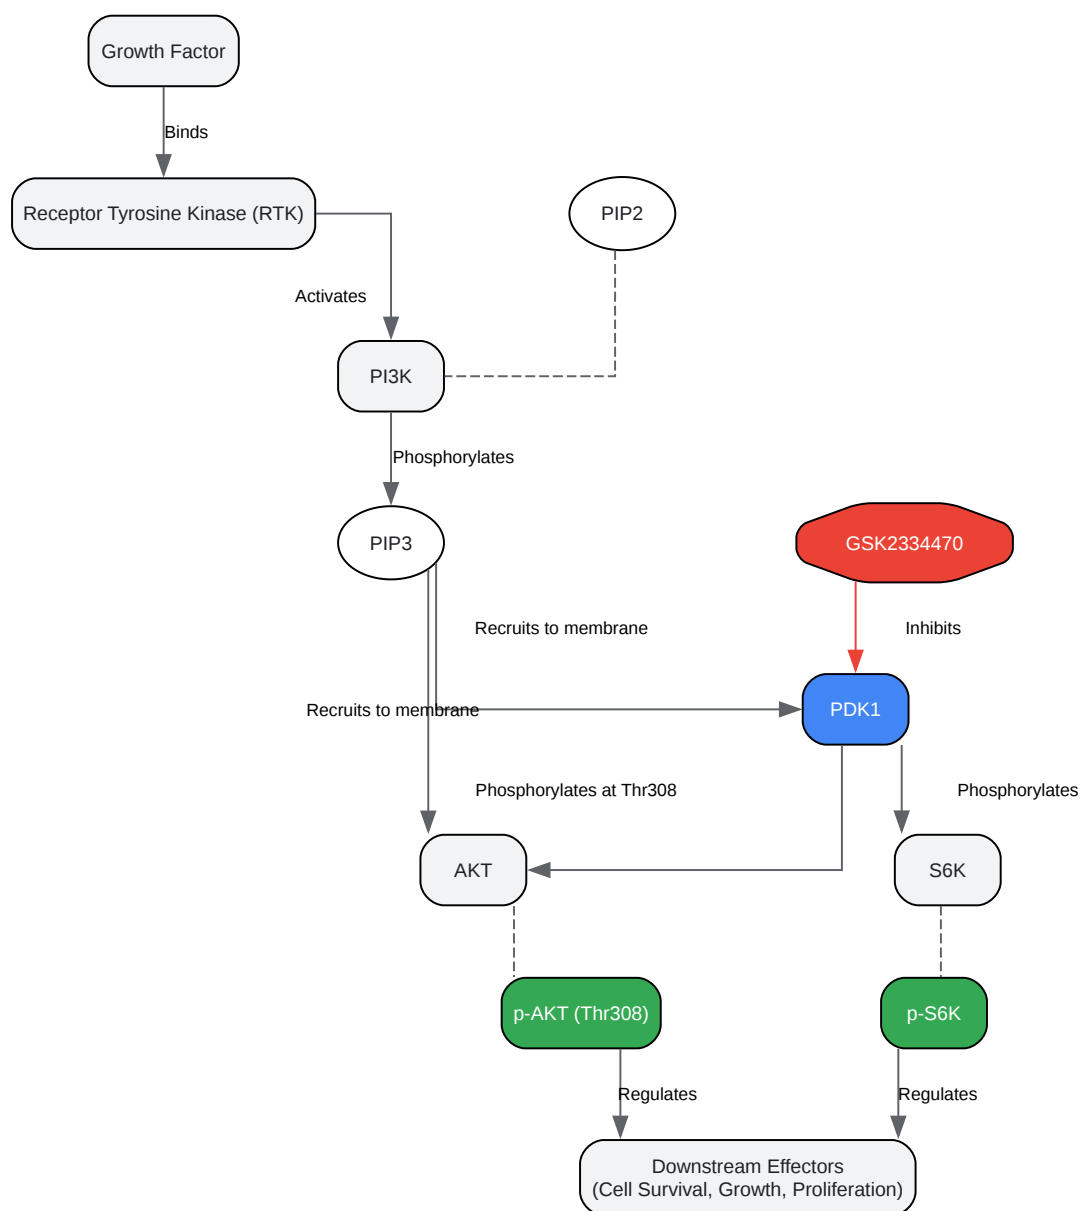 Growth Factor
Binds
Receptor Tyrosine Kinase (RTK)
PIP2
Activates
PI3K
Phosphorylates
PIP3
GSK2334470
Recruits to membrane
Inhibits
Recruits to membrane
PDK1
Phosphorylates at Thr308
Phosphorylates
AKT
S6K
p-AKT (Thr308)
p-S6K
Regulates
Regulates
Downstream Effectors
(Cell Survival, Growth, Proliferation)